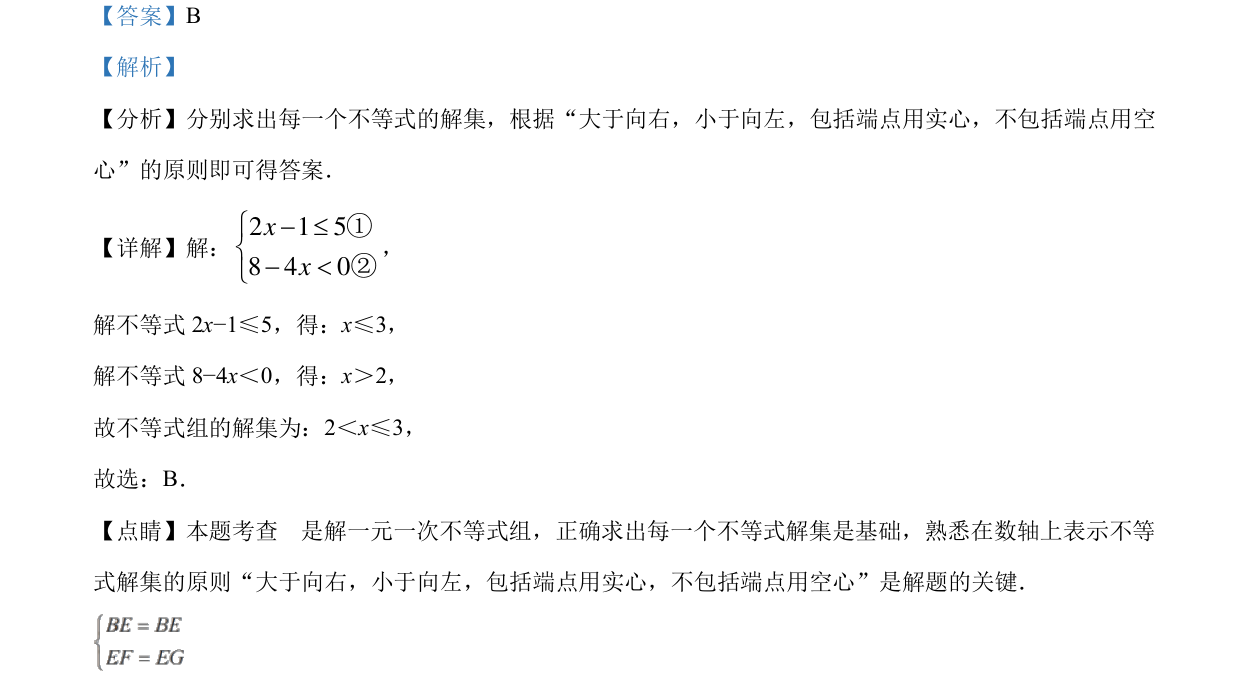 【答案】B
【解析】
【分析】分别求出每一个不等式的解集，根据“大于向右，小于向左，包括端点用实心，不包括端点用空
心”的原则即可得答案．
【详解】解：{2x−1≤5①
8−4x<0②，
解不等式 2x−1≤5，得：x≤3，
解不等式 8−4x＜0，得：x＞2，
故不等式组的解集为：2＜x≤3，
故选：B．
【点睛】本题考查　是解一元一次不等式组，正确求出每一个不等式解集是基础，熟悉在数轴上表示不等
式解集的原则“大于向右，小于向左，包括端点用实心，不包括端点用空心”是解题的关键．
{BE = BE
EF = EG